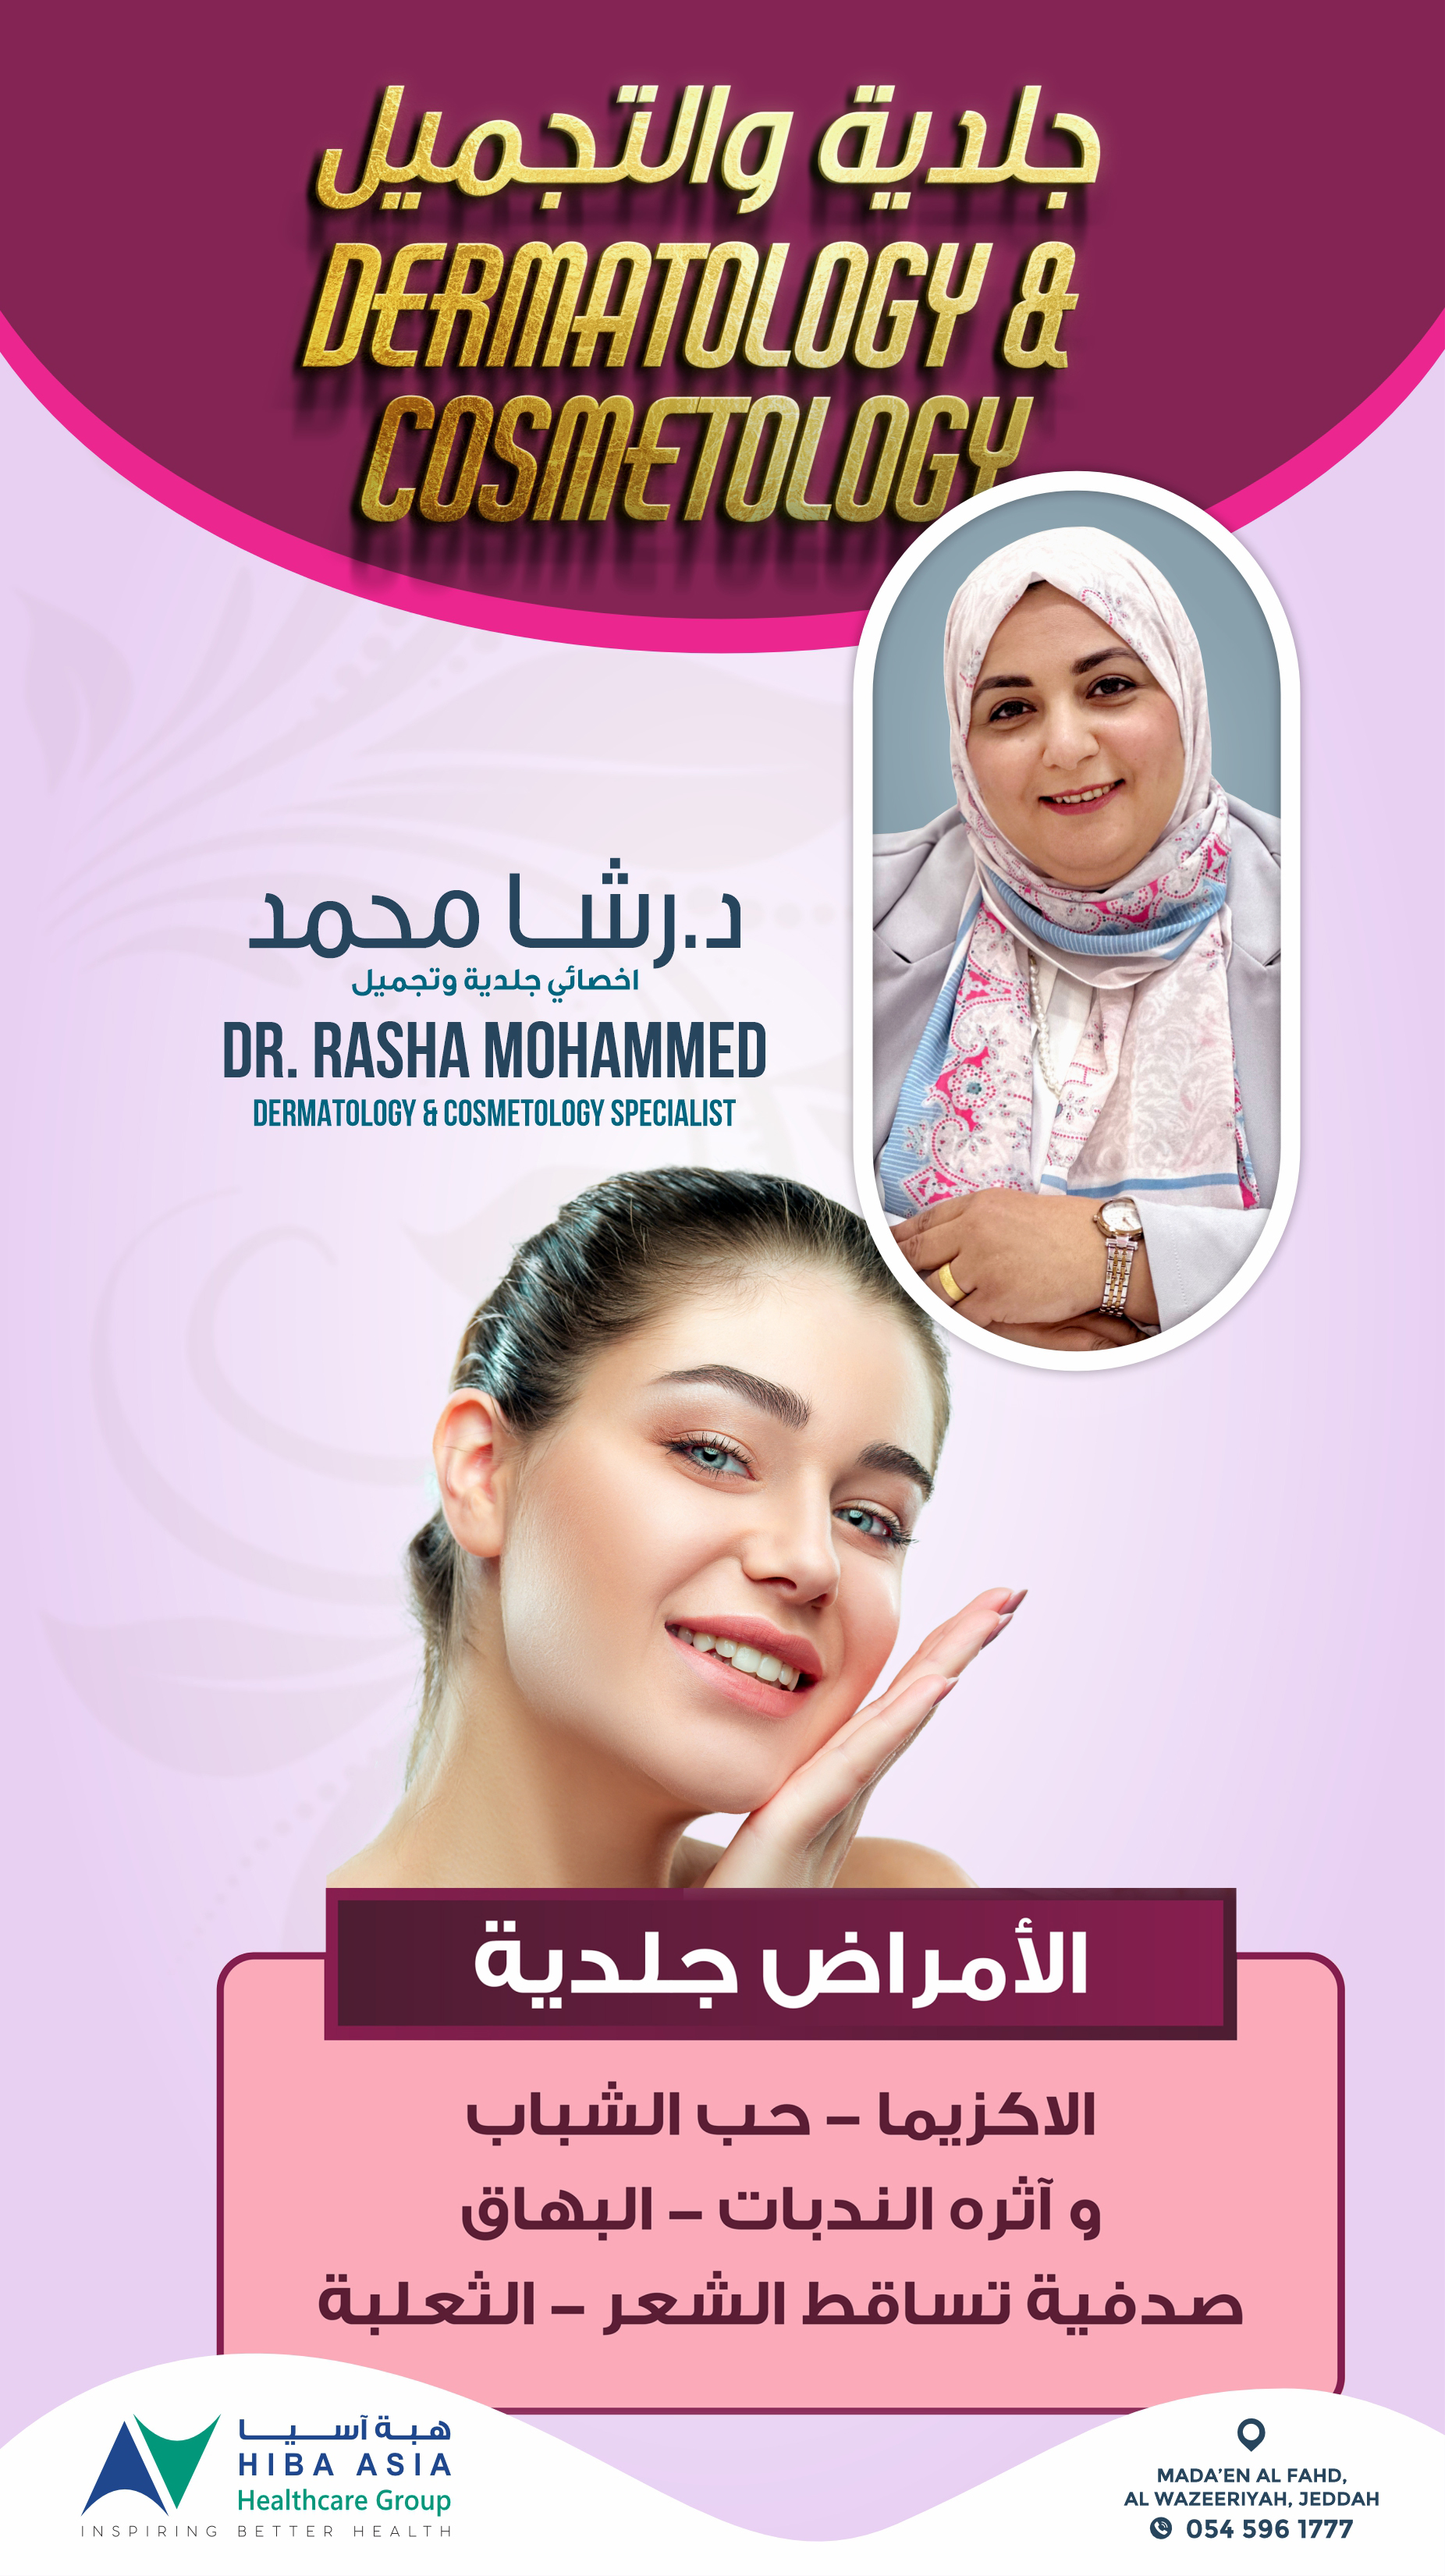 جلدية والتجميل
DERMATOLOGY &
COSMETOLOGY
د.رشا محمد
اخصائي جلدية وتجميل
DR. RASHA MOHAMMED
DERMATOLOGY & COSMETOLOGY SPECIALIST
الأمراض جلدية
الاكزيما – حب الشباب
و آثره الندبات – البهاق
صدفية تساقط الشعر – الثعلبة
هبة آسيا
HIBA ASIA
Healthcare Group
INSPIRING BETTER HEALTH
MADA'EN AL FAHD,
AL WAZEERIYAH, JEDDAH
054 596 1777